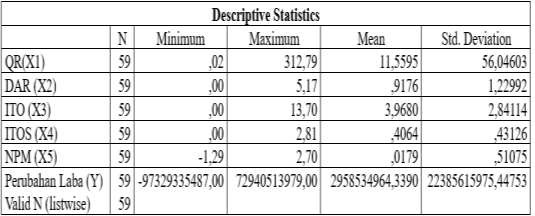 Descriptive Statistics
N Minimum Maximum Mean Std. Deviation
QR(X1) 59 ,02 312,79 11,5595 56,04603
DAR (X2) 59 ,00 5,17 ,9176 1,22992
ITO (X3) 59 ,00 13,70 3,9680 2,84114
ITOS (X4) 59 ,00 2,81 ,4064 ,43126
NPM (X5) 59 -1,29 2,70 ,0179 ,51075
Perubahan Laba (Y) 59 -97329335487,00 72940513979,00 2958534964,3390 22385615975,44753
Valid N (listwise) 59